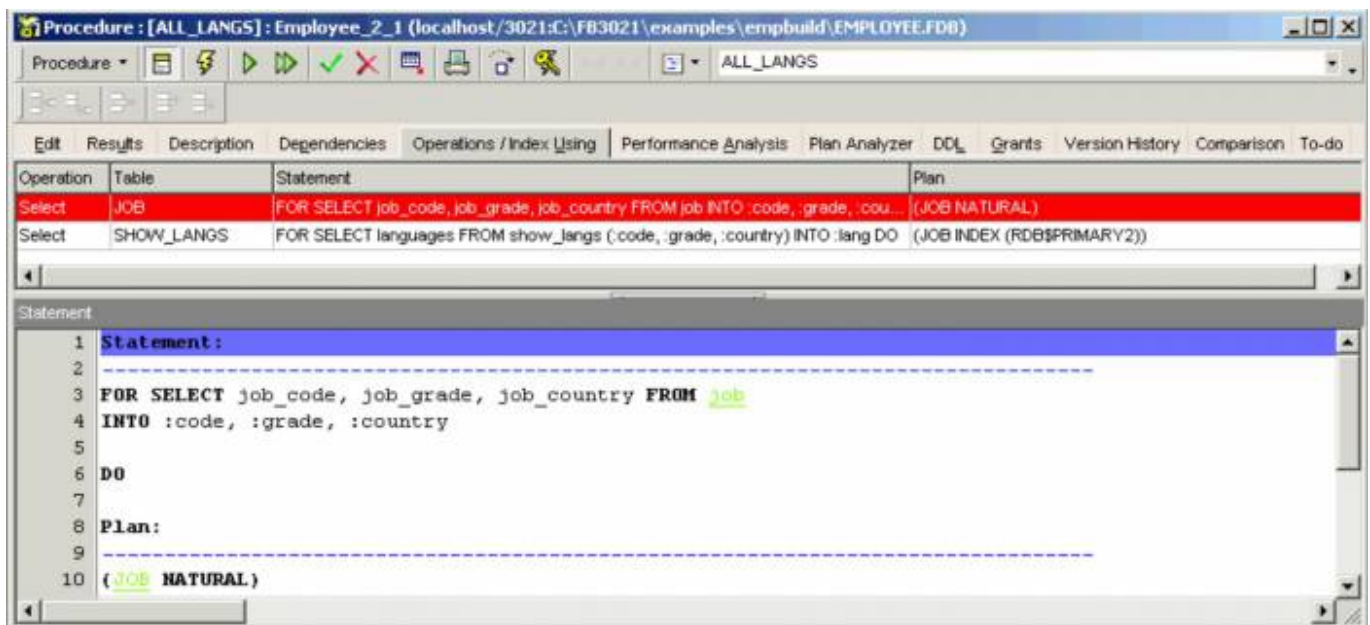 Procedure : [ALL_LANGS] : Employee_2_1 (localhost/3021:C:\FB3021\examples\empbuild\EMPLOYEE.FDB)
Procedure ALL_LANGS
Edit Results Description Dependencies Operations / Index Using Performance Analysis Plan Analyzer DDL Grants Version History Comparison To-do
Operation Table Statement Plan
Select JOB FOR SELECT job_code, job_grade, job_country FROM job INTO :code, :grade, :cou... (JOB NATURAL)
Select SHOW_LANGS FOR SELECT languages FROM show_langs (:code, :grade, :country) INTO :lang DO (JOB INDEX (RDB$PRIMARY2))
Statement
1 Statement:
2 --------------------------------------------------------------------------------
3 FOR SELECT job_code, job_grade, job_country FROM job
4 INTO :code, :grade, :country
5
6 DO
7
8 Plan:
9 --------------------------------------------------------------------------------
10 (JOB NATURAL)